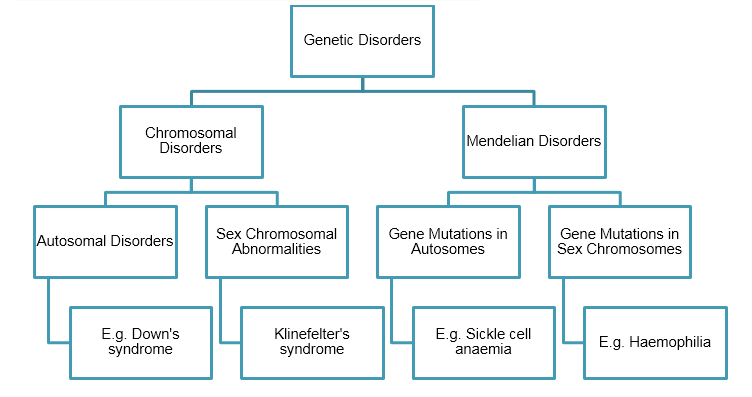 Genetic Disorders
Chromosomal
Disorders
Mendelian Disorders
Autosomal Disorders
Sex Chromosomal
Abnormalities
Gene Mutations in
Autosomes
Gene Mutations in
Sex Chromosomes
E.g. Down's
syndrome
Klinefelter's
syndrome
E.g. Sickle cell
anaemia
E.g. Haemophilia